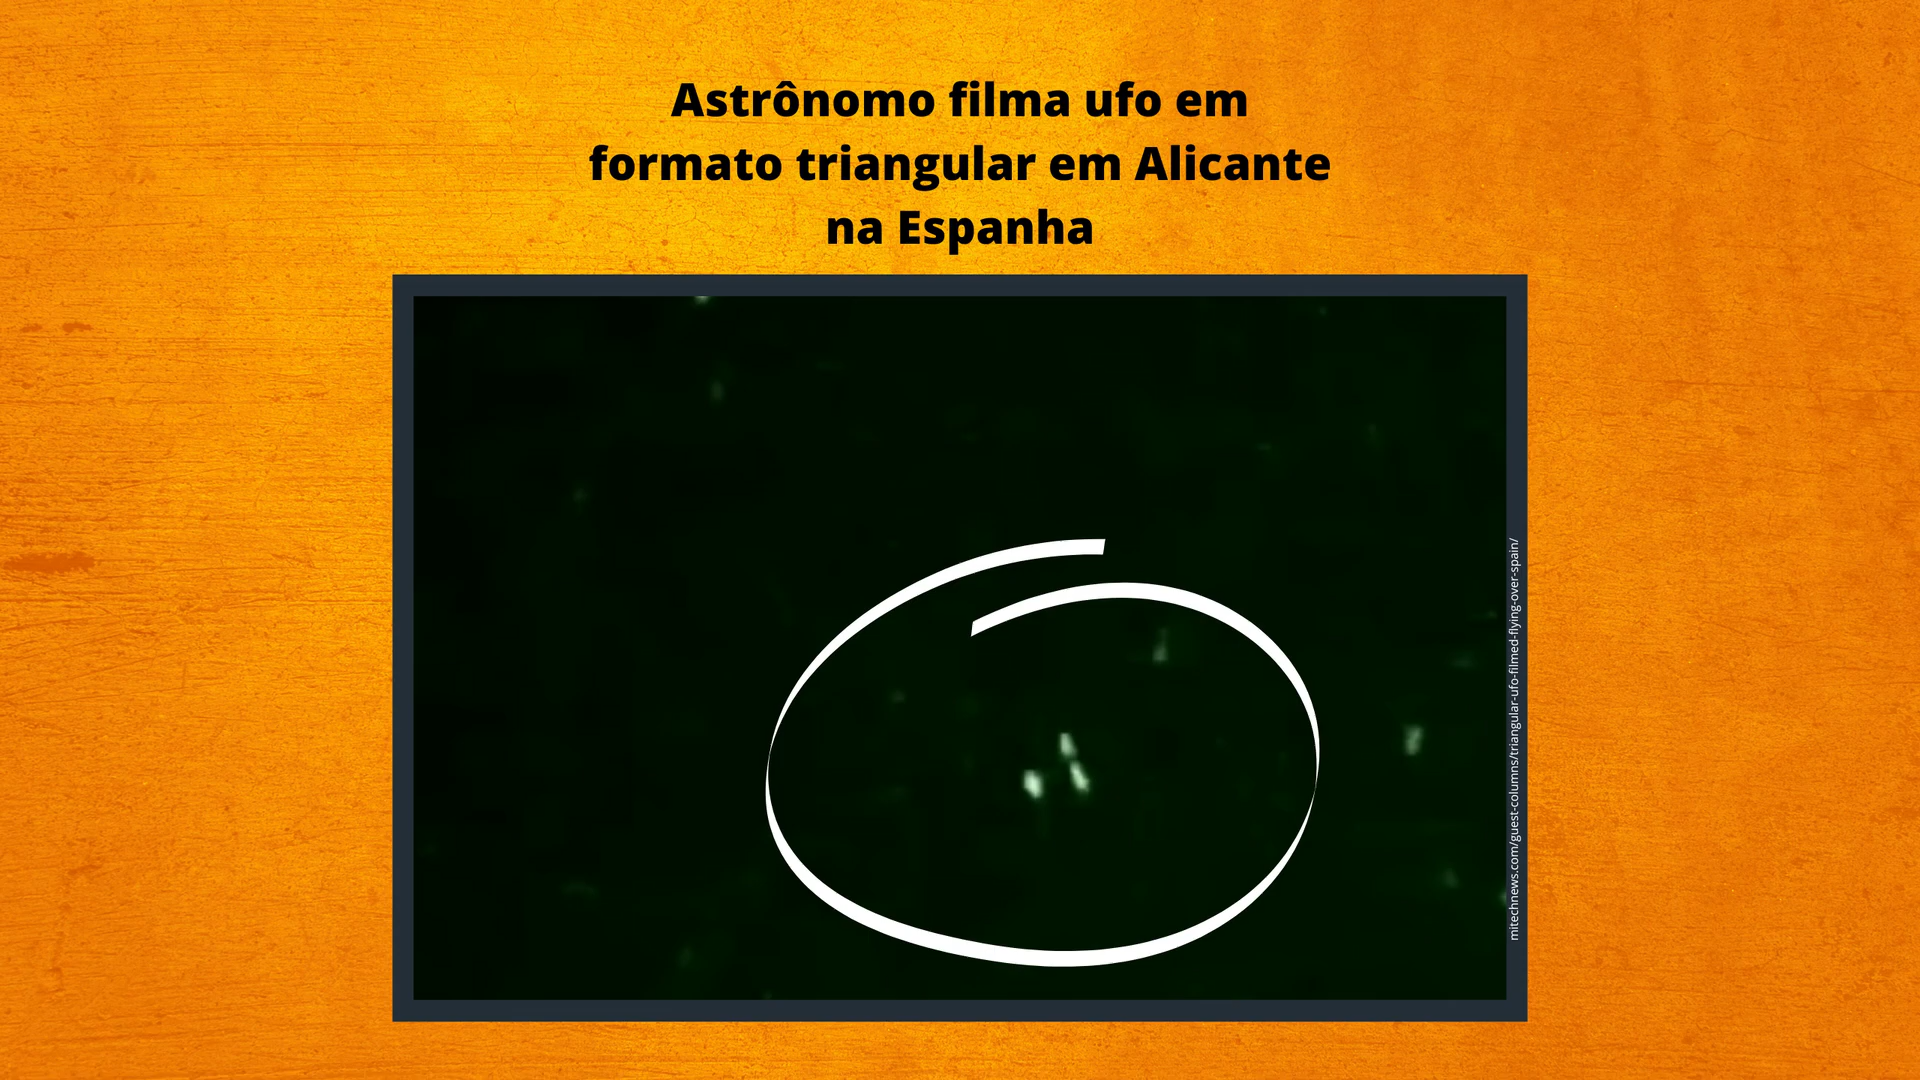 Astrônomo filma ufo em
formato triangular em Alicante
na Espanha
mitechnews.com/guest-columns/triangular-ufo-filmed-flying-over-spain/